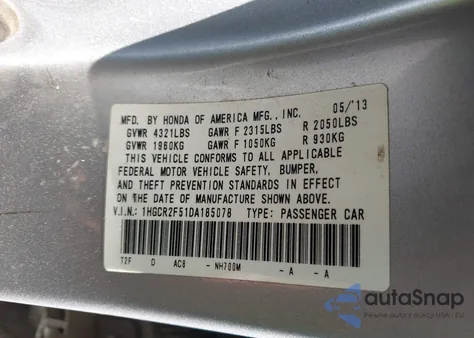 MFD. BY HONDA OF AMERICA MFG., INC. 05/'13
GVWR 4321LBS GAWR F 2315LBS R 2050LBS
GVWR 1960KG GAWR F 1050KG R 930KG
THIS VEHICLE CONFORMS TO ALL APPLICABLE
FEDERAL MOTOR VEHICLE SAFETY, BUMPER,
AND THEFT PREVENTION STANDARDS IN EFFECT
ON THE DATE OF MANUFACTURE SHOWN ABOVE.
V.I.N.: 1HGCR2F51DA185078 TYPE: PASSENGER CAR
T2F D AC8 - NH700M - A - A
autoSnap